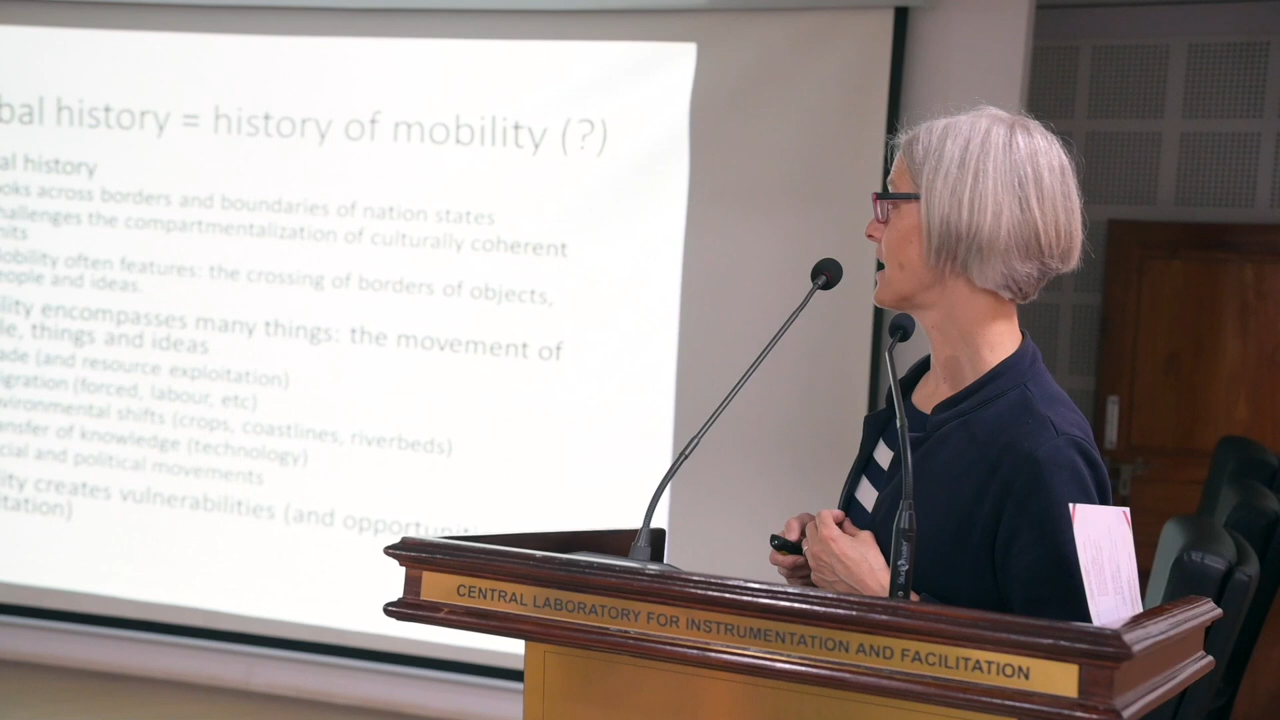 bal history = history of mobility (?)
al history
oks across borders and boundaries of nation states
hallenges the compartmentalization of culturally coherent
nits
obility often features: the crossing of borders of objects,
eople and ideas.
ility encompasses many things: the movement of
le, things and ideas
ade (and resource exploitation)
igration (forced, labour, etc)
vironmental shifts (crops, coastlines, riverbeds)
ansfer of knowledge (technology)
cial and political movements
ility creates vulnerabilities (and opportuniti
itation)
CENTRAL LABORATORY FOR INSTRUMENTATION AND FACILITATION